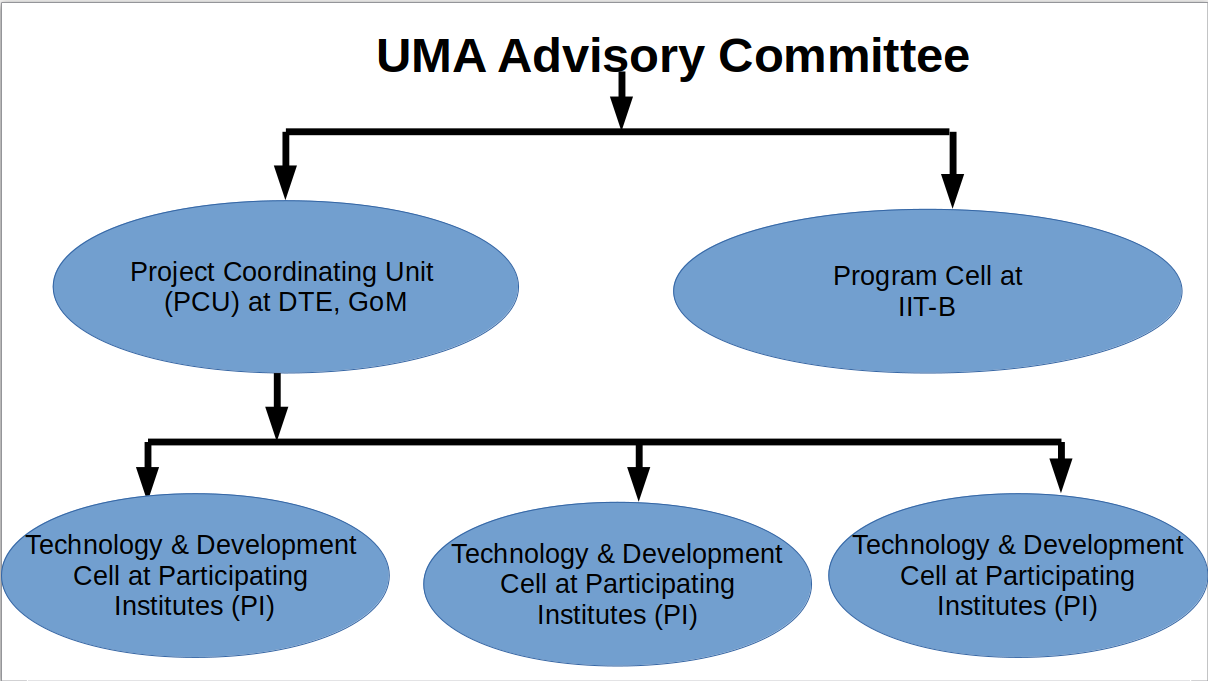 UMA Advisory Committee
Project Coordinating Unit
(PCU) at DTE, GoM
Program Cell at
IIT-B
Technology & Development
Cell at Participating
Institutes (PI)
Technology & Development
Cell at Participating
Institutes (PI)
Technology & Development
Cell at Participating
Institutes (PI)